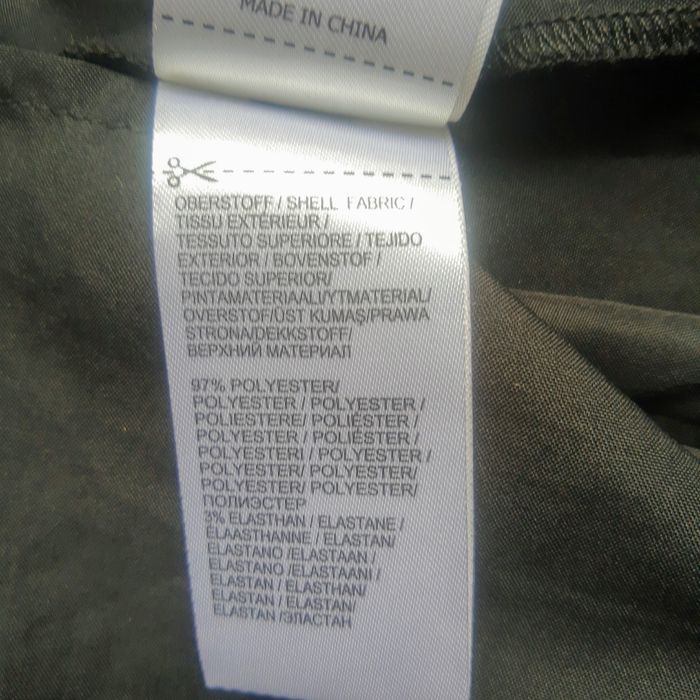 MADE IN CHINA
OBERSTOFF / SHELL FABRIC /
TISSU EXTÉRIEUR /
TESSUTO SUPERIORE / TEJIDO
EXTERIOR / BOVENSTOF /
TECIDO SUPERIOR/
PINTAMATERIAALI/YTMATERIAL/
OVERSTOF/ÜST KUMAŞ/PRAWA
STRONA/DEKKSTOFF/
ВЕРХНИЙ МАТЕРИАЛ
97% POLYESTER/
POLYESTER / POLYESTER /
POLIESTERE/ POLIÉSTER /
POLYESTER / POLIÉSTER /
POLYESTERI / POLYESTER /
POLYESTER/ POLYESTER/
POLYESTER/ POLYESTER/
ПОЛИЭСТЕР
3% ELASTHAN / ELASTANE /
ÉLAASTHANNE / ELASTAN/
ELASTANO /ELASTAAN /
ELASTANO /ELASTAANI /
ELASTAN / ELASTHAN/
ELASTAN / ELASTAN/
ELASTAN /ЭЛАСТАН